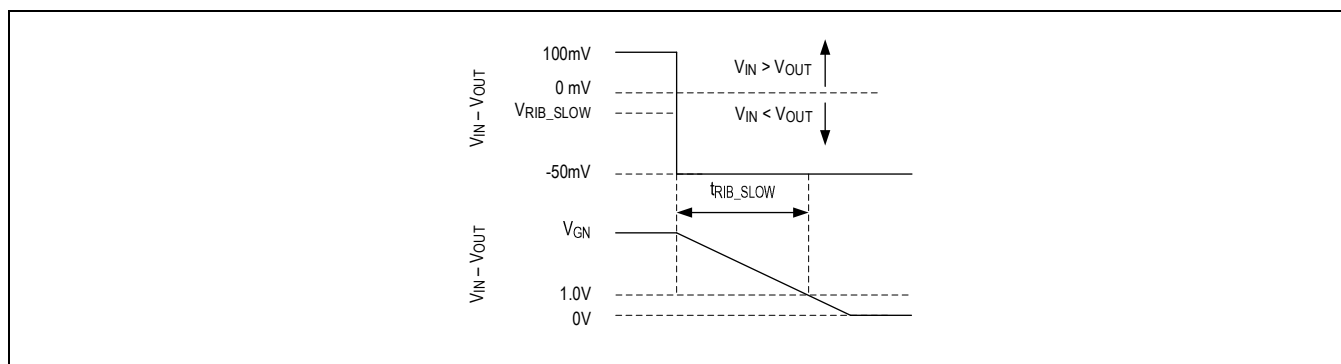 100mV
V_IN > V_OUT
0 mV
V_RIB_SLOW
V_IN < V_OUT
V_IN – V_OUT
-50mV
t_RIB_SLOW
V_GN
V_IN – V_OUT
1.0V
0V